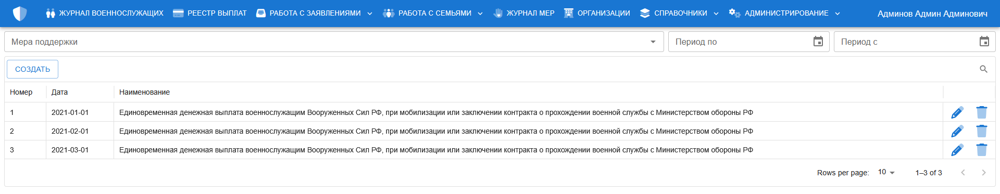 ЖУРНАЛ ВОЕННОСЛУЖАЩИХ РЕЕСТР ВЫПЛАТ РАБОТА С ЗАЯВЛЕНИЯМИ РАБОТА С СЕМЬЯМИ ЖУРНАЛ МЕР ОРГАНИЗАЦИИ СПРАВОЧНИКИ АДМИНИСТРИРОВАНИЕ Админов Админ Админович
Мера поддержки Период по Период с
СОЗДАТЬ
Номер Дата Наименование
1 2021-01-01 Единовременная денежная выплата военнослужащим Вооруженных Сил РФ, при мобилизации или заключении контракта о прохождении военной службы с Министерством обороны РФ
2 2021-02-01 Единовременная денежная выплата военнослужащим Вооруженных Сил РФ, при мобилизации или заключении контракта о прохождении военной службы с Министерством обороны РФ
3 2021-03-01 Единовременная денежная выплата военнослужащим Вооруженных Сил РФ, при мобилизации или заключении контракта о прохождении военной службы с Министерством обороны РФ
Rows per page: 10 1–3 of 3